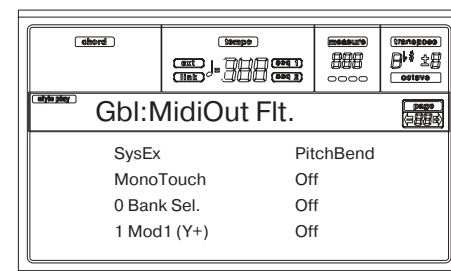 chord
tempo
measure
transpose
ext
link
seq 1
seq 2
octave
style play
Gbl:MidiOut Flt.
page
SysEx PitchBend
MonoTouch Off
0 Bank Sel. Off
1 Mod1 (Y+) Off